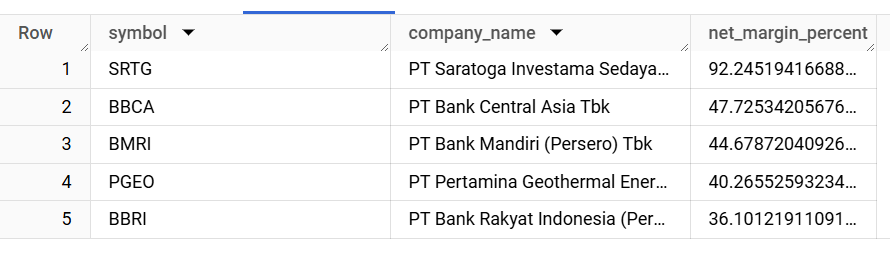 Row symbol company_name net_margin_percent
1 SRTG PT Saratoga Investama Sedaya... 92.24519416688...
2 BBCA PT Bank Central Asia Tbk 47.72534205676...
3 BMRI PT Bank Mandiri (Persero) Tbk 44.67872040926...
4 PGEO PT Pertamina Geothermal Ener... 40.26552593234...
5 BBRI PT Bank Rakyat Indonesia (Per... 36.10121911091...